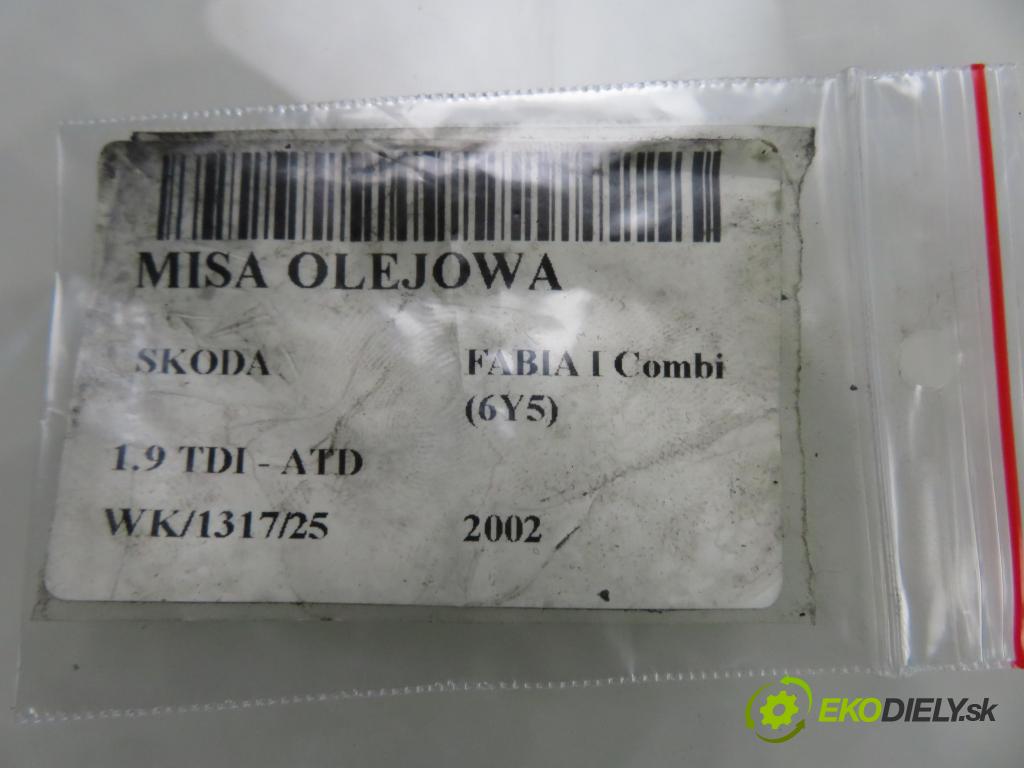 MISA OLEJOWA
SKODA FABIA I Combi
(6Y5)
1.9 TDI - ATD
WK/1317/25 2002
EKODIELY.sk